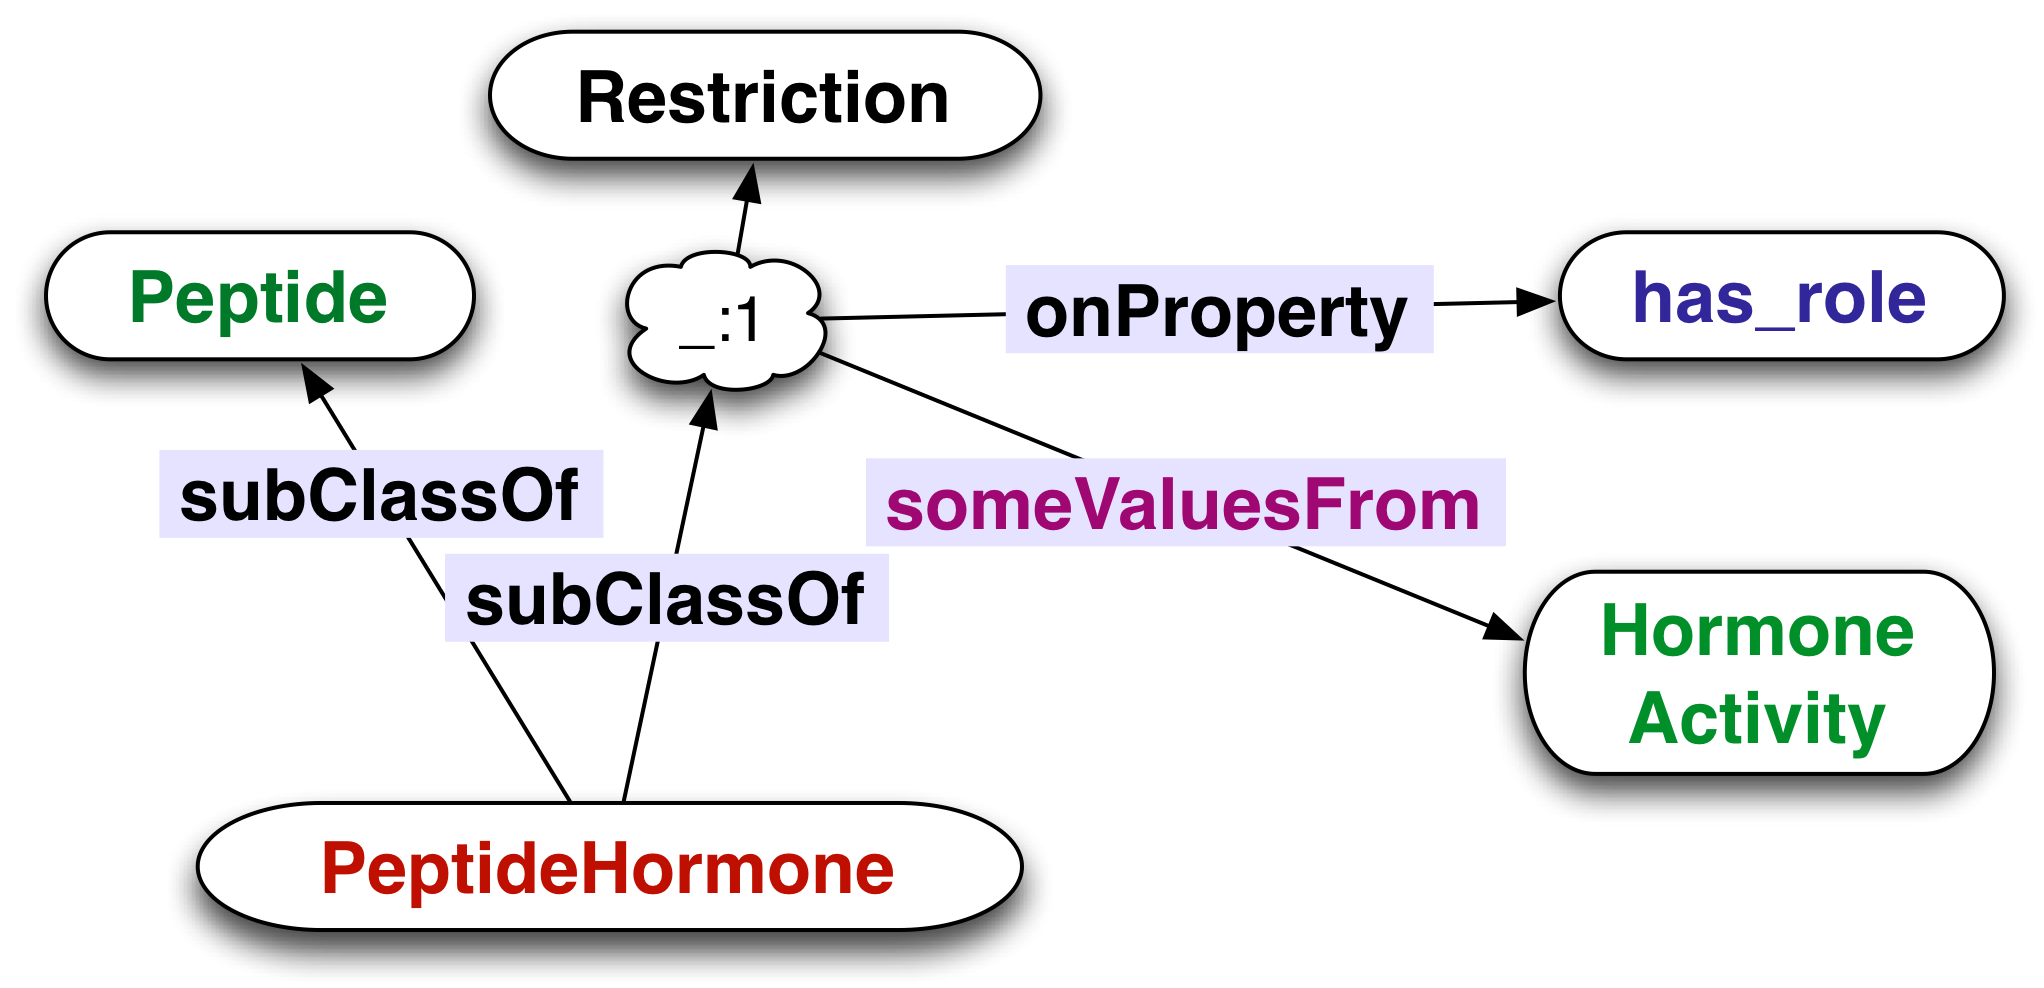 Restriction
Peptide
_:1
onProperty
has_role
subClassOf
someValuesFrom
subClassOf
Hormone
Activity
PeptideHormone